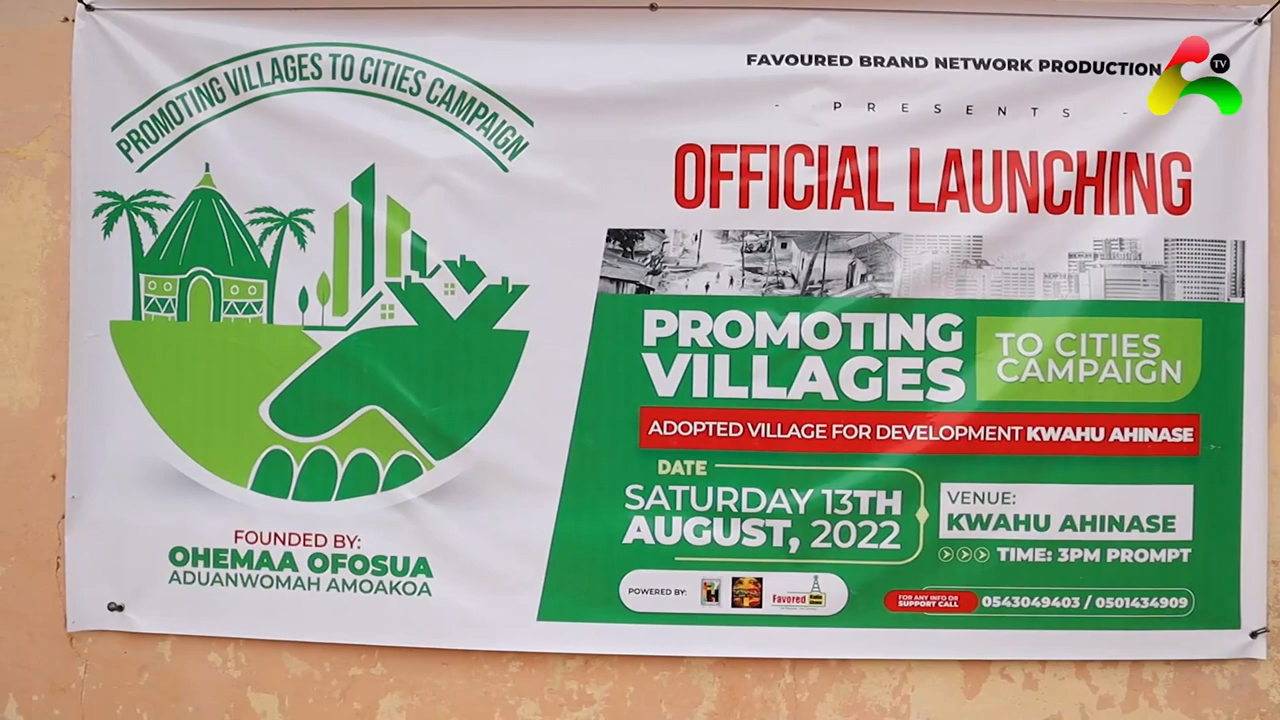 PROMOTING VILLAGES TO CITIES CAMPAIGN
FOUNDED BY:
OHEMAA OFOSUA
ADUANWOMAH AMOAKOA
FAVOURED BRAND NETWORK PRODUCTION
TV
- PRESENTS -
OFFICIAL LAUNCHING
PROMOTING
VILLAGES
TO CITIES
CAMPAIGN
ADOPTED VILLAGE FOR DEVELOPMENT KWAHU AHINASE
DATE
SATURDAY 13TH
AUGUST, 2022
VENUE:
KWAHU AHINASE
TIME: 3PM PROMPT
POWERED BY:
Favored
FOR ANY INFO OR
SUPPORT CALL
0543049403 / 0501434909